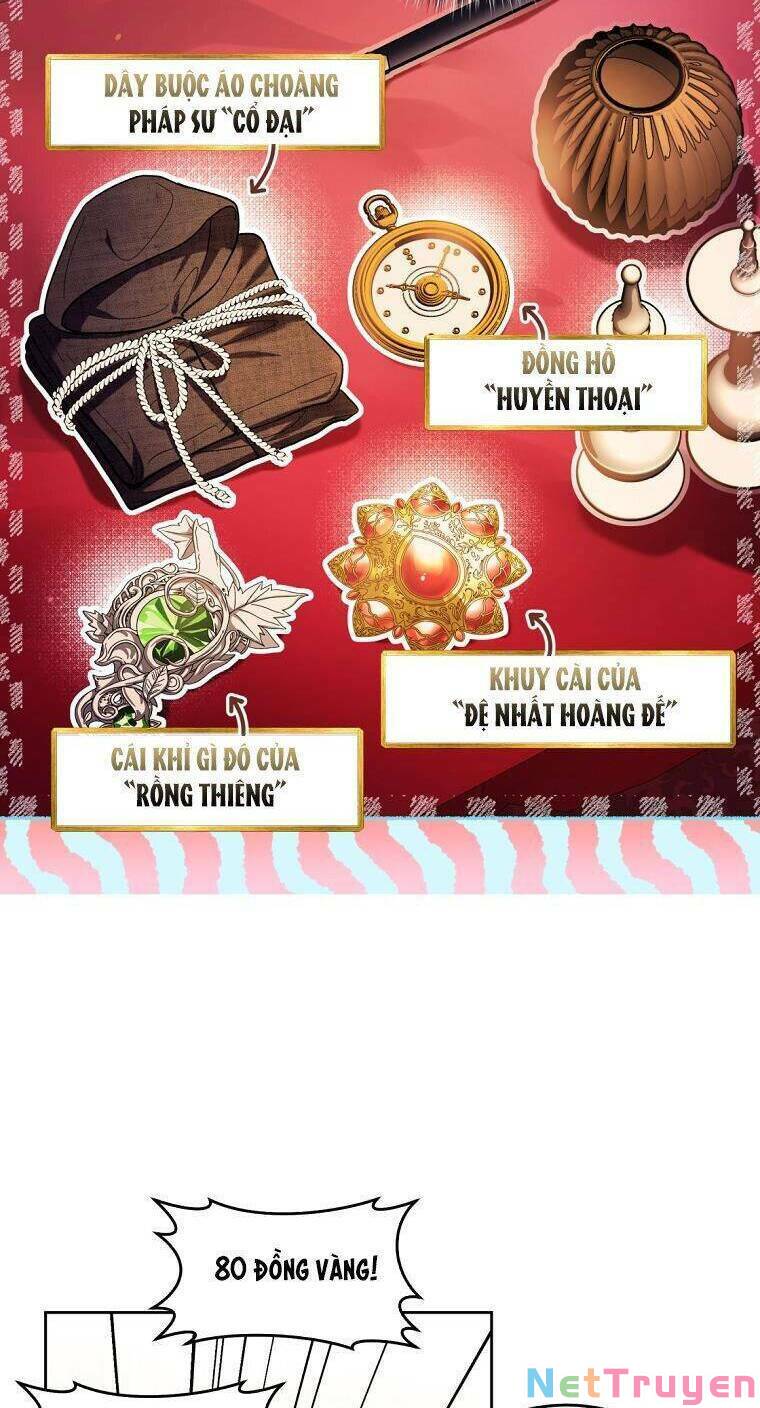 DÂY BUỘC ÁO CHOÀNG
PHÁP SƯ "CỔ ĐẠI"
ĐỒNG HỒ
"HUYỀN THOẠI"
KHUY CÀI CỦA
"ĐỆ NHẤT HOÀNG ĐẾ"
CÁI KHỈ GÌ ĐÓ CỦA
"RỒNG THIÊNG"
80 ĐỒNG VÀNG!
NetTruyen